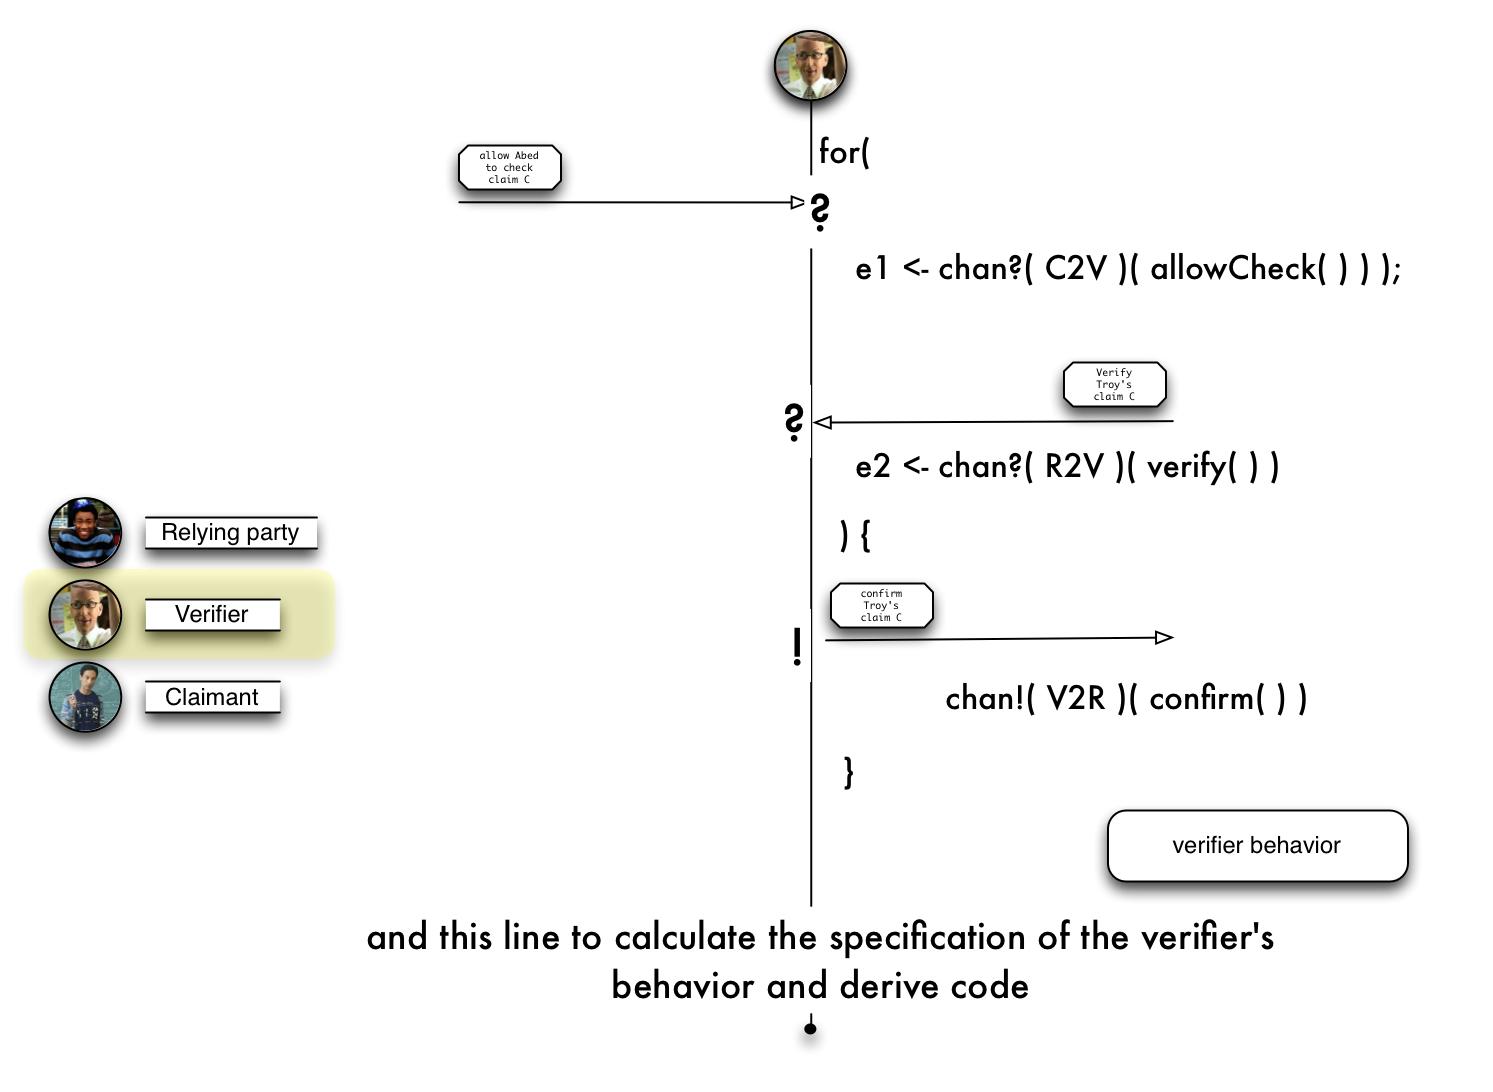 for(
allow Abed
to check
claim C
?
e1 <- chan?( C2V )( allowCheck( ) ) );
Verify
Troy's
claim C
?
e2 <- chan?( R2V )( verify( ) )
) {
Relying party
confirm
Troy's
claim C
Verifier
!
chan!( V2R )( confirm( ) )
Claimant
}
verifier behavior
and this line to calculate the specification of the verifier's
behavior and derive code